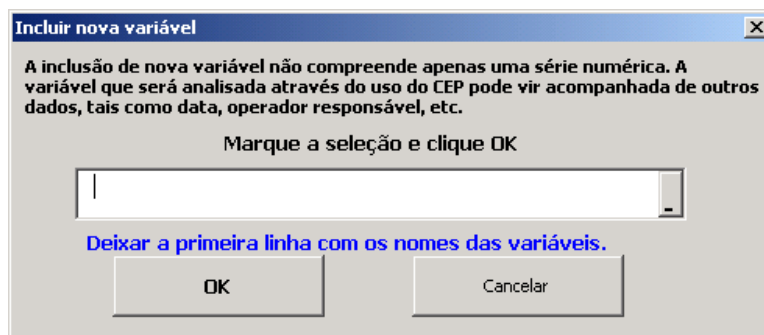 Incluir nova variável
A inclusão de nova variável não compreende apenas uma série numérica. A
variável que será analisada através do uso do CEP pode vir acompanhada de outros
dados, tais como data, operador responsável, etc.
Marque a seleção e clique OK
Deixar a primeira linha com os nomes das variáveis.
OK
Cancelar